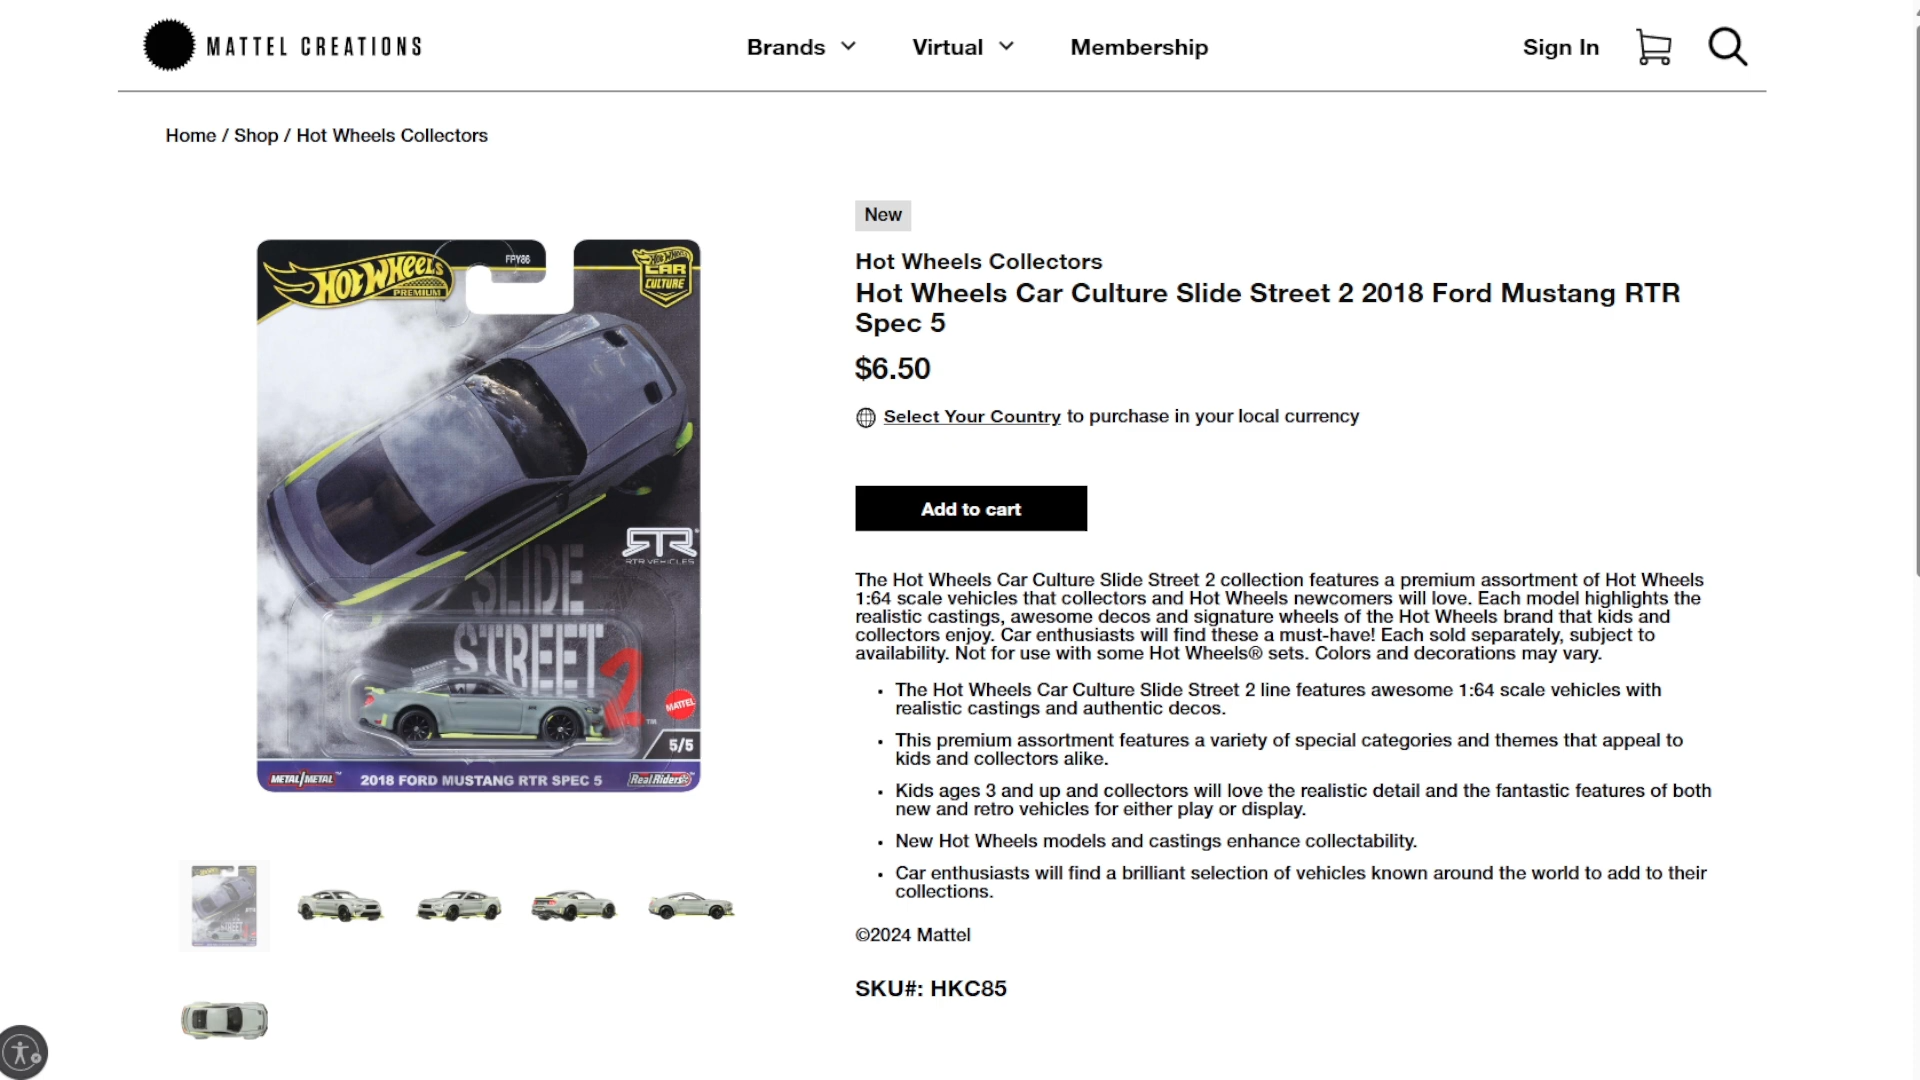 MATTEL CREATIONS
Brands
Virtual
Membership
Sign In
Home / Shop / Hot Wheels Collectors
HOT WHEELS
PREMIUM
FPY86
HOT WHEELS
CAR
CULTURE
RTR
RTR VEHICLES
SLIDE
STREET
2
™
MATTEL
5/5
METAL/METAL™
2018 FORD MUSTANG RTR SPEC 5
Real Riders
New
Hot Wheels Collectors
Hot Wheels Car Culture Slide Street 2 2018 Ford Mustang RTR
Spec 5
$6.50
Select Your Country to purchase in your local currency
Add to cart
The Hot Wheels Car Culture Slide Street 2 collection features a premium assortment of Hot Wheels
1:64 scale vehicles that collectors and Hot Wheels newcomers will love. Each model highlights the
realistic castings, awesome decos and signature wheels of the Hot Wheels brand that kids and
collectors enjoy. Car enthusiasts will find these a must-have! Each sold separately, subject to
availability. Not for use with some Hot Wheels® sets. Colors and decorations may vary.
• The Hot Wheels Car Culture Slide Street 2 line features awesome 1:64 scale vehicles with
realistic castings and authentic decos.
• This premium assortment features a variety of special categories and themes that appeal to
kids and collectors alike.
• Kids ages 3 and up and collectors will love the realistic detail and the fantastic features of both
new and retro vehicles for either play or display.
• New Hot Wheels models and castings enhance collectability.
• Car enthusiasts will find a brilliant selection of vehicles known around the world to add to their
collections.
©2024 Mattel
SKU#: HKC85